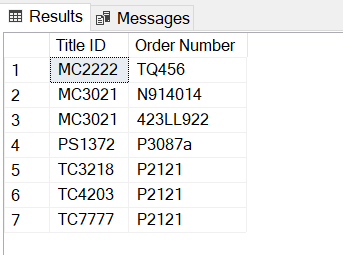 Results Messages
Title ID Order Number
1 MC2222 TQ456
2 MC3021 N914014
3 MC3021 423LL922
4 PS1372 P3087a
5 TC3218 P2121
6 TC4203 P2121
7 TC7777 P2121